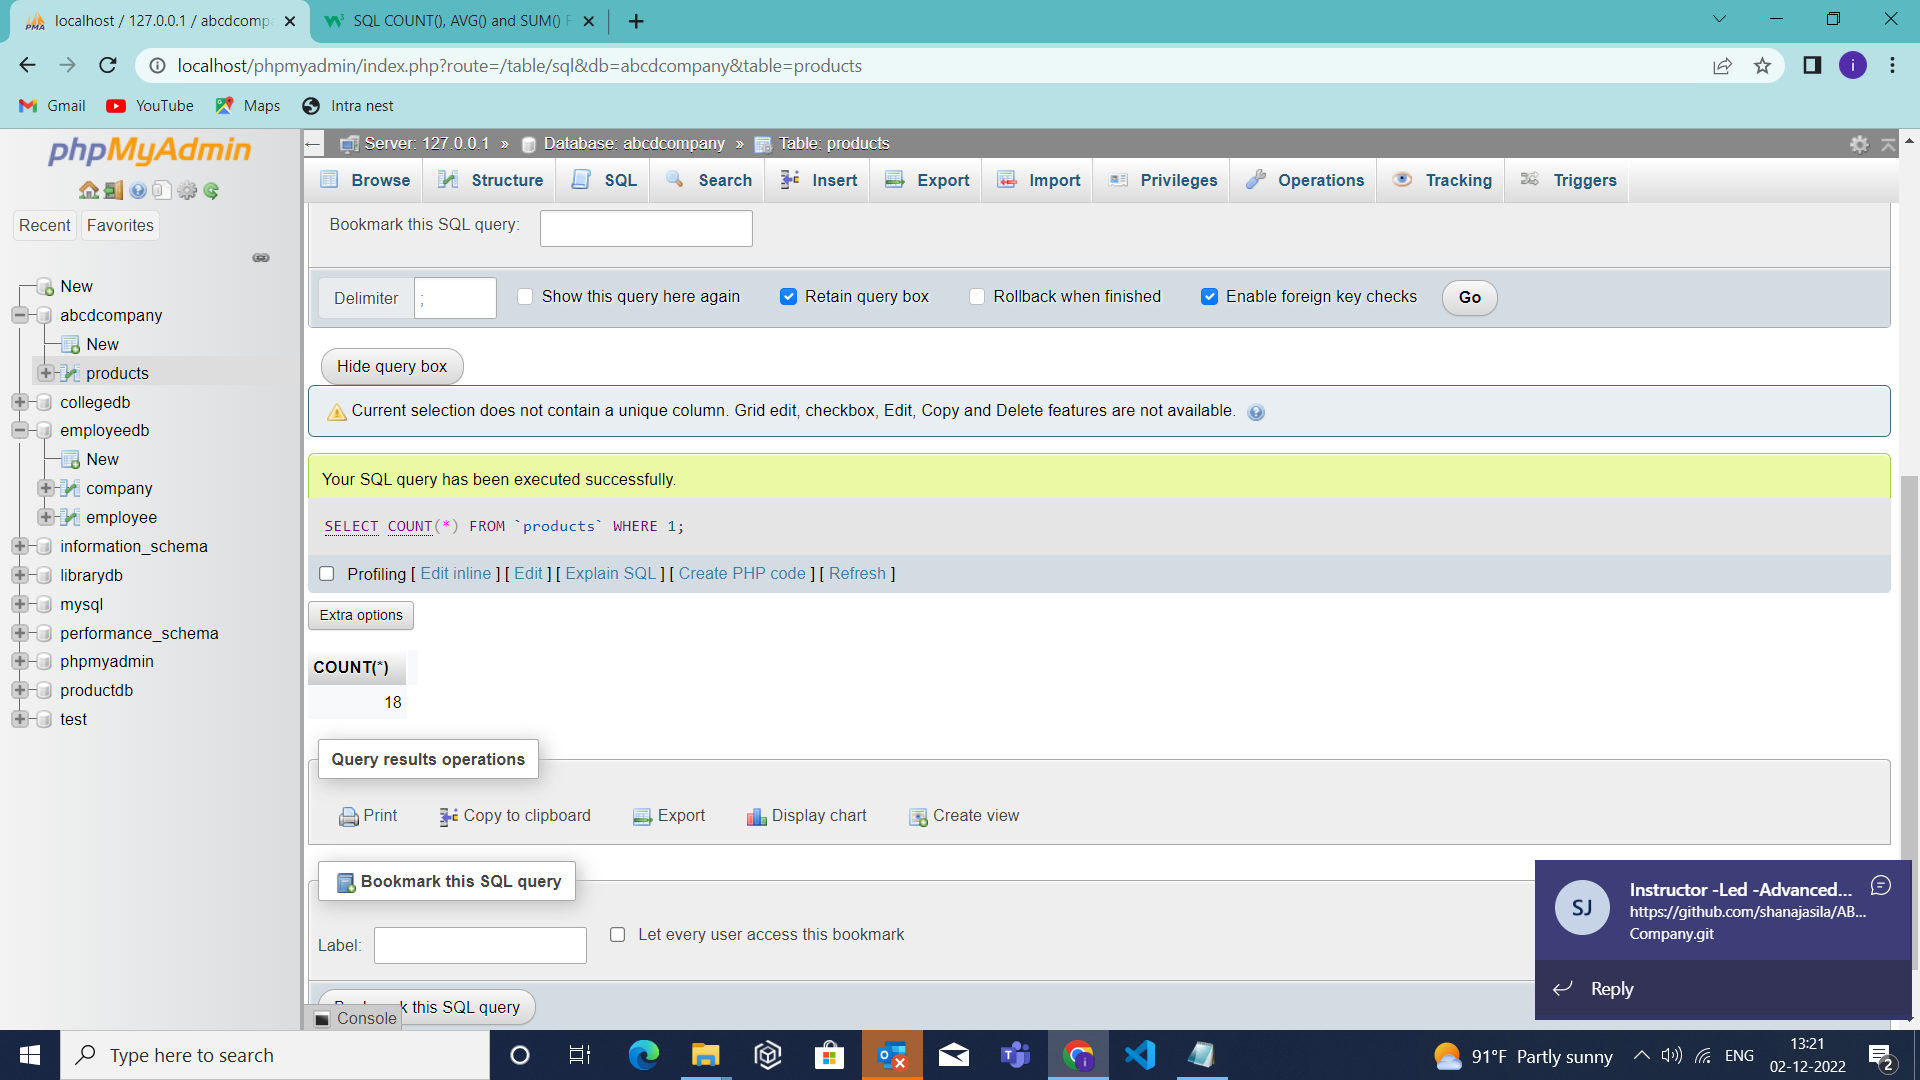 localhost / 127.0.0.1 / abcdcomp
SQL COUNT(), AVG() and SUM() F
localhost/phpmyadmin/index.php?route=/table/sql&db=abcdcompany&table=products
i
Gmail
YouTube
Maps
Intra nest
phpMyAdmin
Recent
Favorites
New
abcdcompany
New
products
collegedb
employeedb
New
company
employee
information_schema
librarydb
mysql
performance_schema
phpmyadmin
productdb
test
Server: 127.0.0.1 » Database: abcdcompany » Table: products
Browse
Structure
SQL
Search
Insert
Export
Import
Privileges
Operations
Tracking
Triggers
Bookmark this SQL query:
Delimiter ;
Show this query here again
Retain query box
Rollback when finished
Enable foreign key checks
Go
Hide query box
Current selection does not contain a unique column. Grid edit, checkbox, Edit, Copy and Delete features are not available.
Your SQL query has been executed successfully.
SELECT COUNT(*) FROM `products` WHERE 1;
Profiling [ Edit inline ] [ Edit ] [ Explain SQL ] [ Create PHP code ] [ Refresh ]
Extra options
COUNT(*)
18
Query results operations
Print
Copy to clipboard
Export
Display chart
Create view
Bookmark this SQL query
Label:
Let every user access this bookmark
k this SQL query
Console
SJ
Instructor -Led -Advanced...
https://github.com/shanajasila/AB...
Company.git
Reply
Type here to search
91°F Partly sunny
ENG
13:21
02-12-2022
2